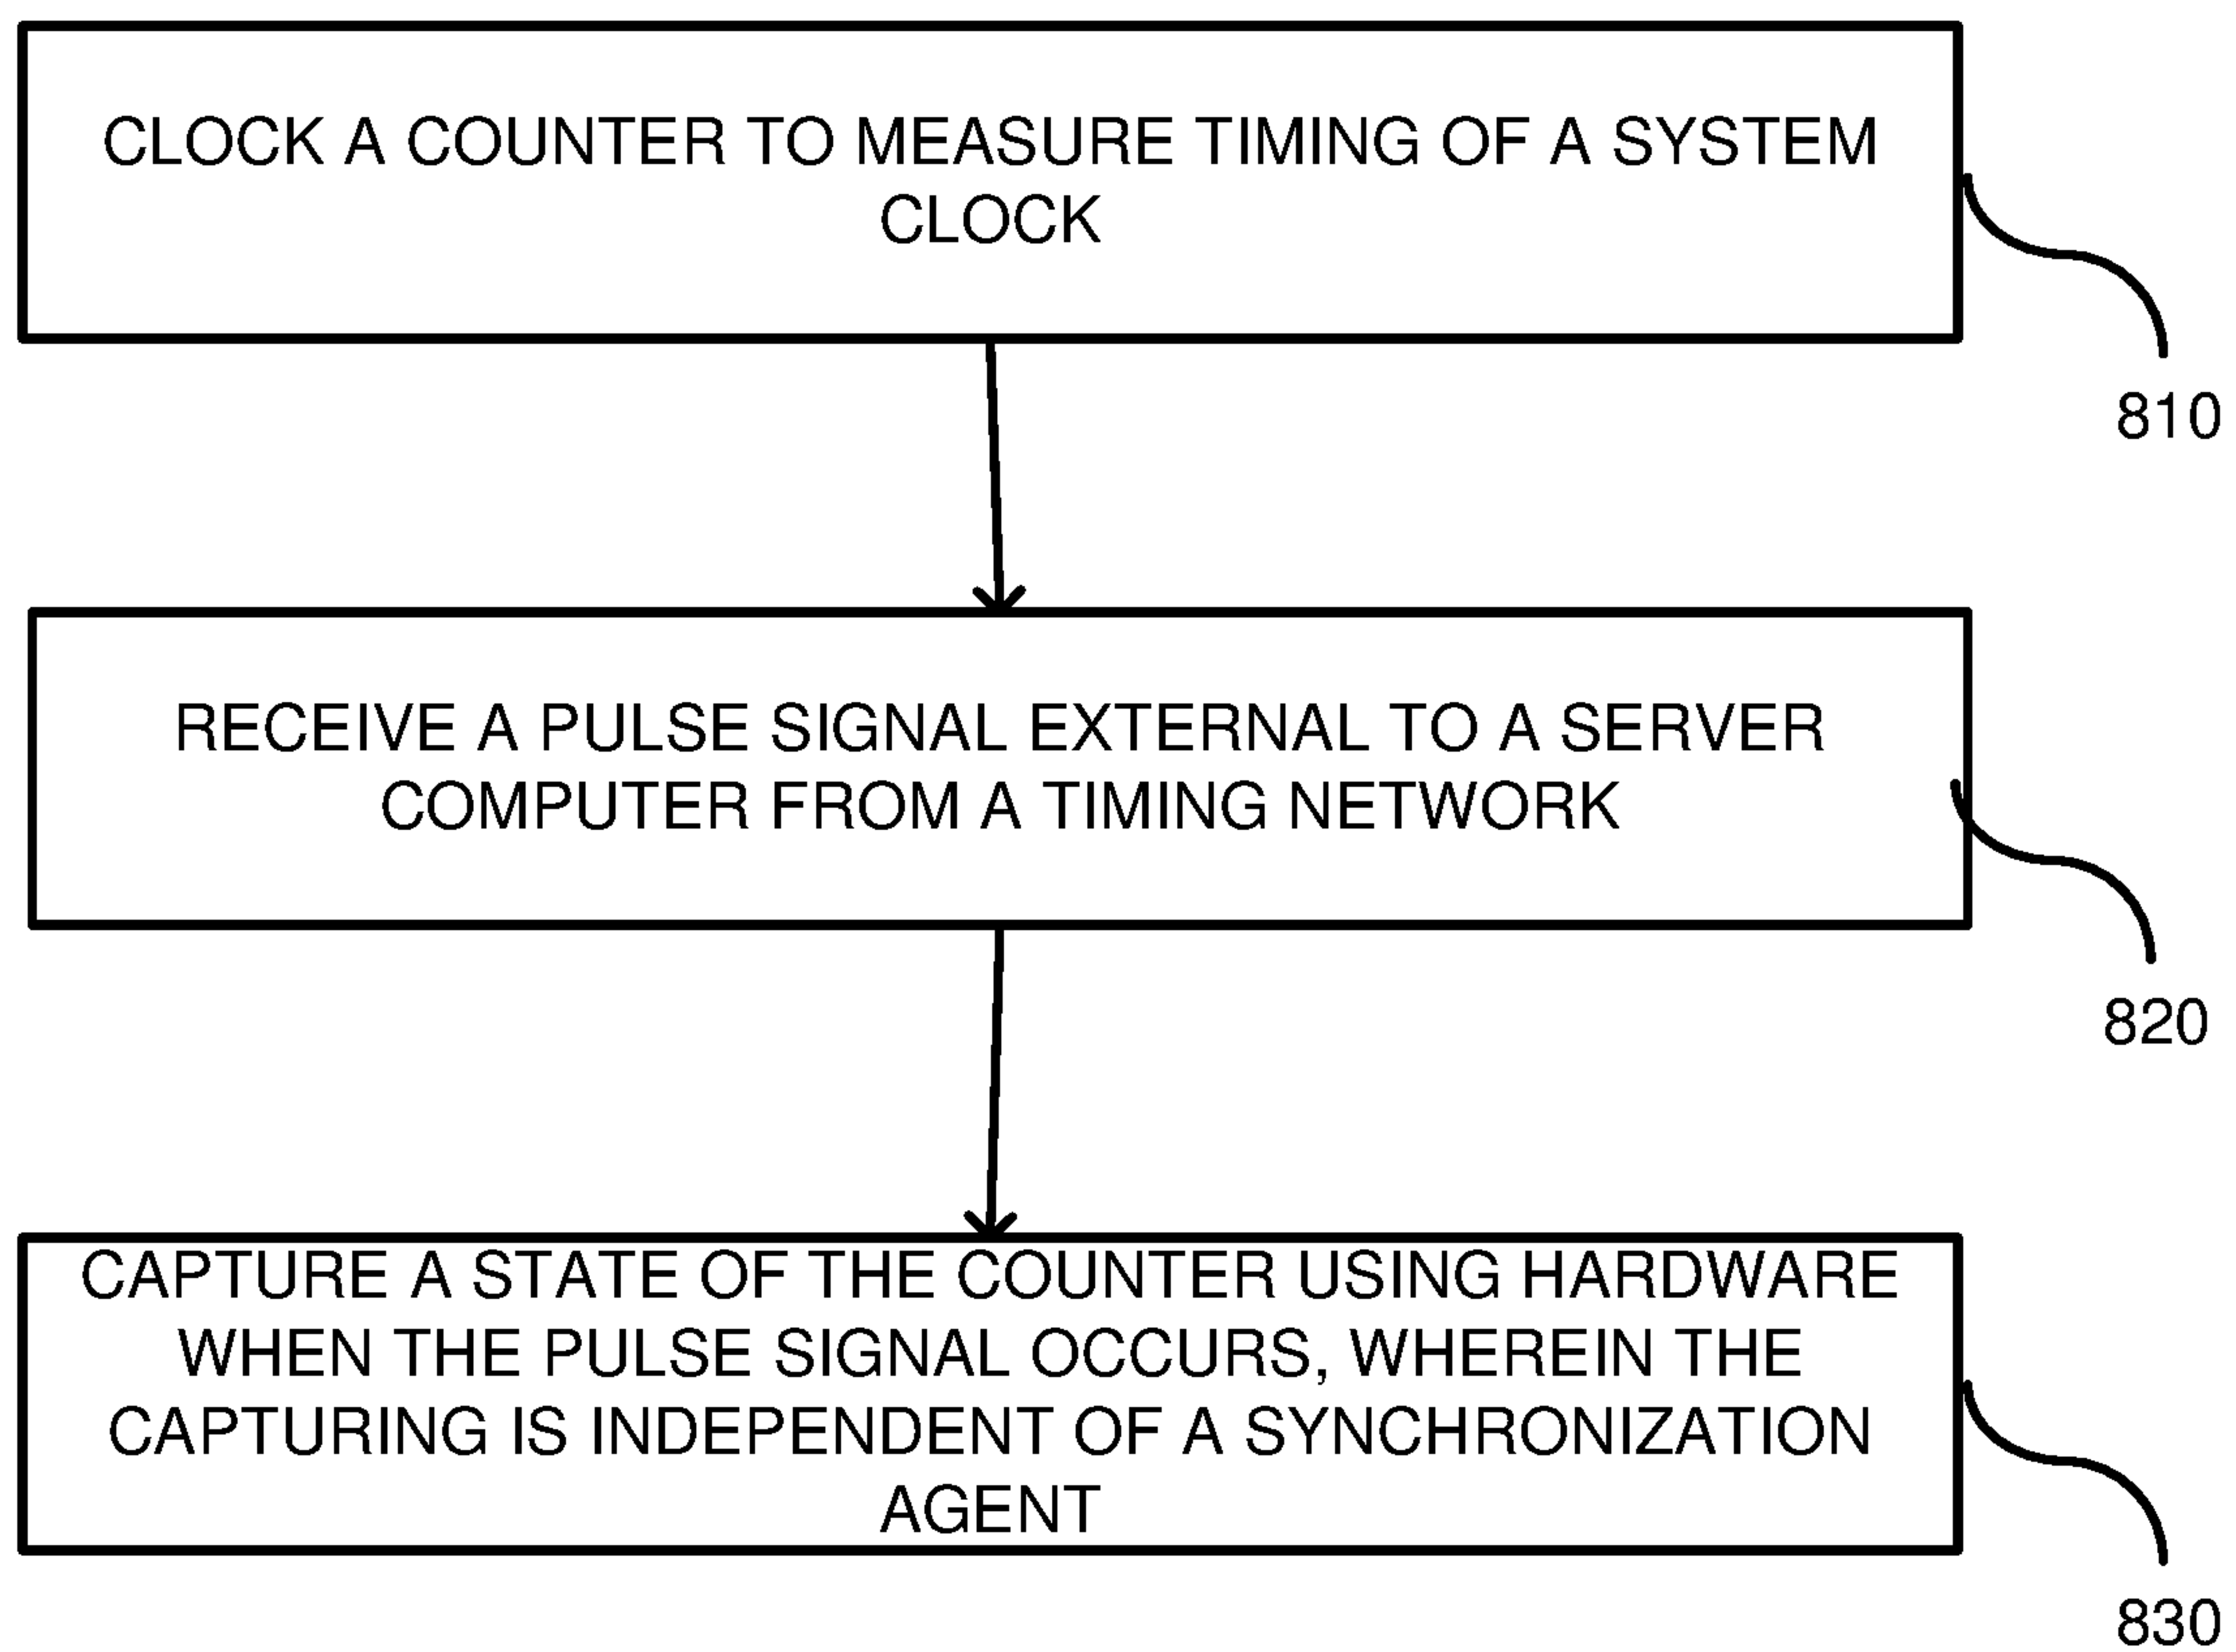 CLOCK A COUNTER TO MEASURE TIMING OF A SYSTEM
CLOCK
810
RECEIVE A PULSE SIGNAL EXTERNAL TO A SERVER
COMPUTER FROM A TIMING NETWORK
820
CAPTURE A STATE OF THE COUNTER USING HARDWARE
WHEN THE PULSE SIGNAL OCCURS, WHEREIN THE
CAPTURING IS INDEPENDENT OF A SYNCHRONIZATION
AGENT
830